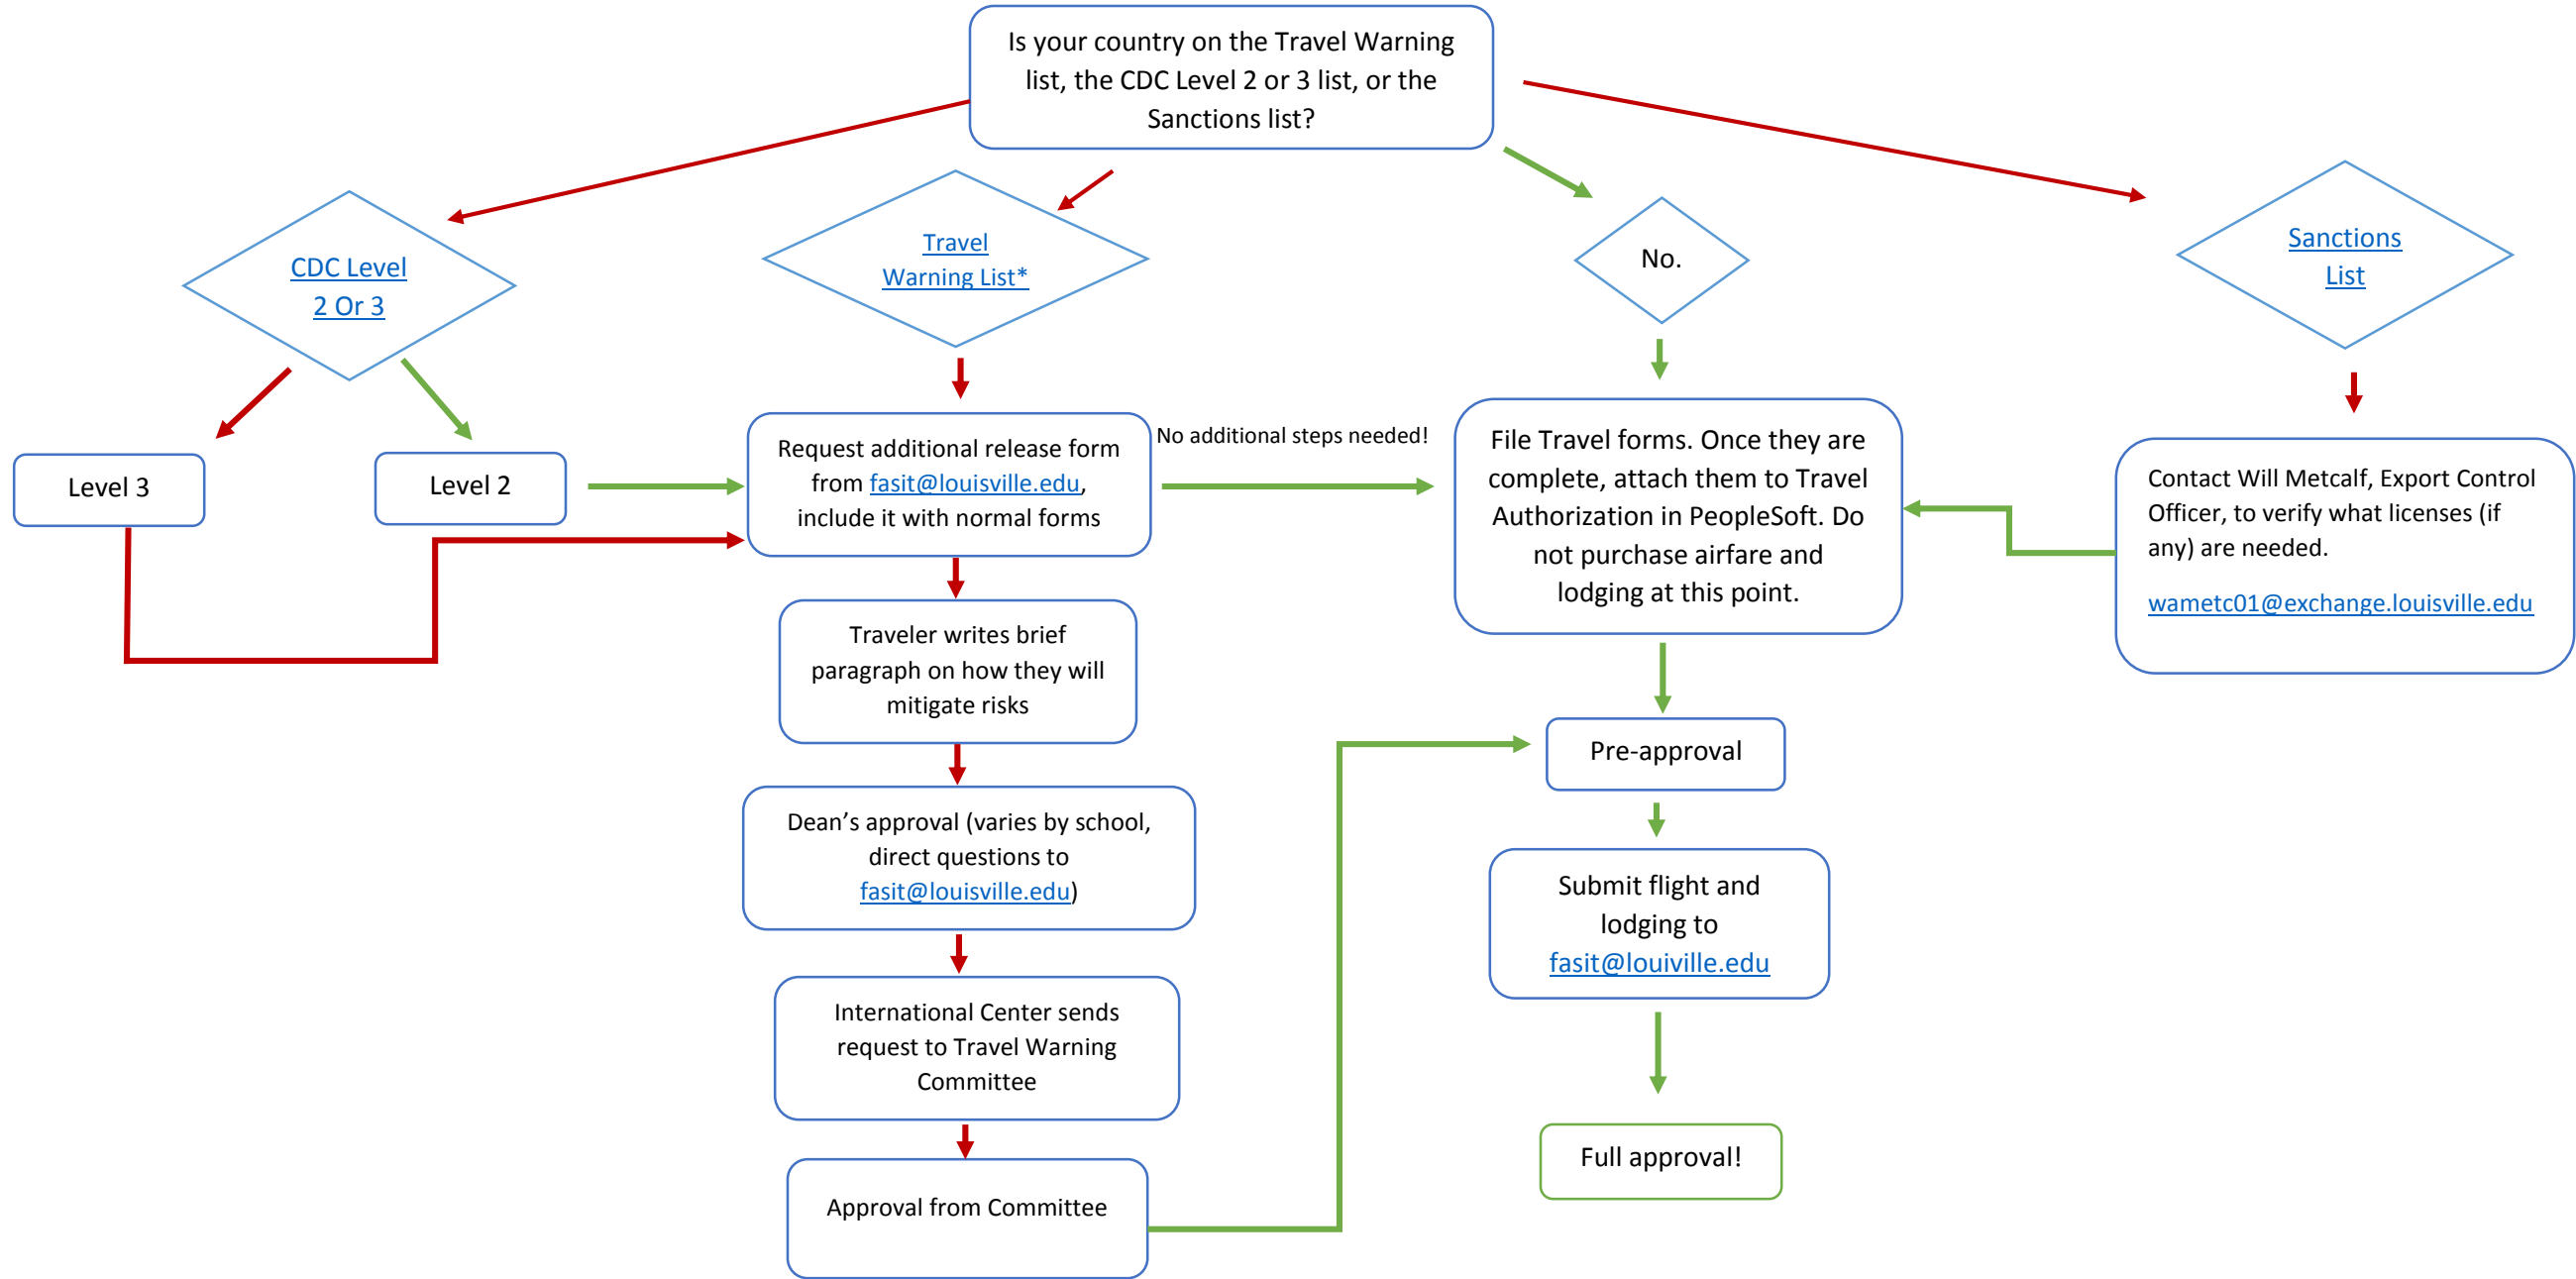 Is your country on the Travel Warning
list, the CDC Level 2 or 3 list, or the
Sanctions list?
CDC Level
2 Or 3
Travel
Warning List*
No.
Sanctions
List
Level 3
Level 2
Request additional release form
from fasit@louisville.edu,
include it with normal forms
No additional steps needed!
File Travel forms. Once they are
complete, attach them to Travel
Authorization in PeopleSoft. Do
not purchase airfare and
lodging at this point.
Contact Will Metcalf, Export Control
Officer, to verify what licenses (if
any) are needed.
wametc01@exchange.louisville.edu
Traveler writes brief
paragraph on how they will
mitigate risks
Pre-approval
Dean’s approval (varies by school,
direct questions to
fasit@louisville.edu)
Submit flight and
lodging to
fasit@louiville.edu
International Center sends
request to Travel Warning
Committee
Full approval!
Approval from Committee